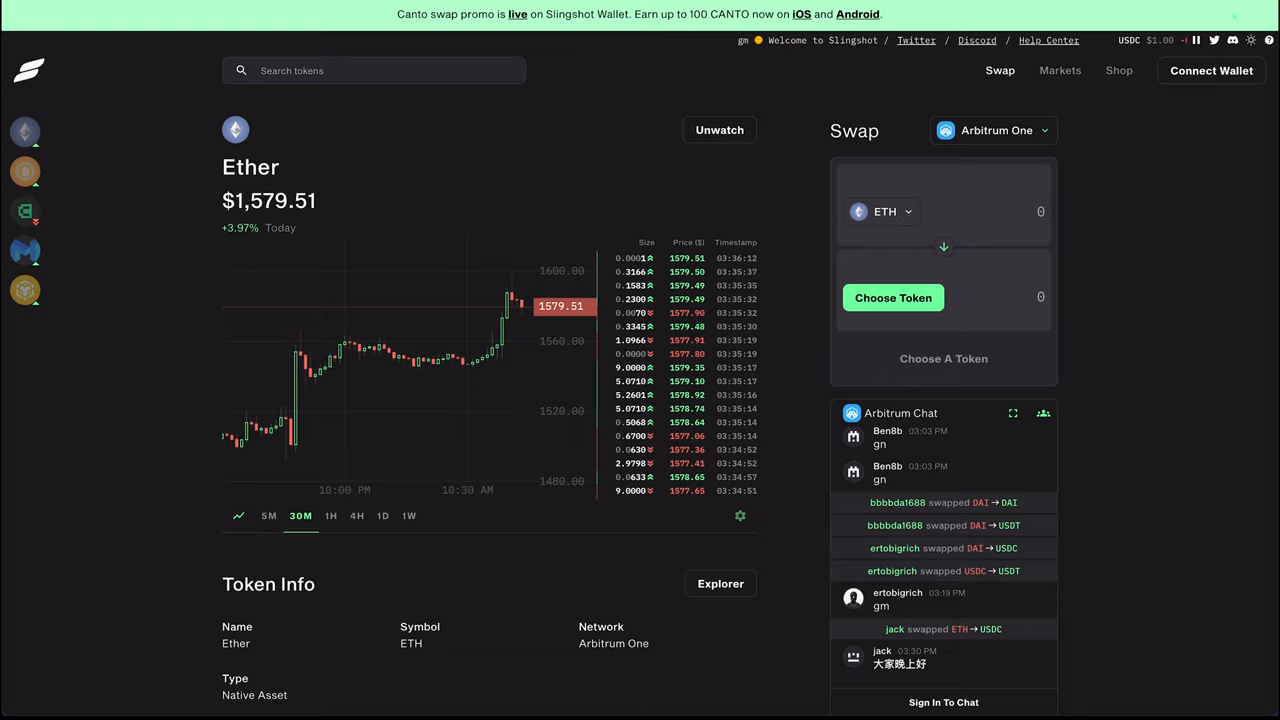 Canto swap promo is live on Slingshot Wallet. Earn up to 100 CANTO now on iOS and Android.
gm 🌞 Welcome to Slingshot / Twitter / Discord / Help Center
USDC $1.00
Search tokens
Swap Markets Shop Connect Wallet
Unwatch
Ether
$1,579.51
+3.97% Today
1600.00
1579.51
1560.00
1520.00
1480.00
10:00 PM 10:30 AM
Size Price ($) Timestamp
0.0001 1579.51 03:36:12
0.3166 1579.50 03:35:37
0.1583 1579.49 03:35:35
0.2300 1579.49 03:35:32
0.0070 1577.90 03:35:32
0.3345 1579.48 03:35:30
1.0966 1577.91 03:35:19
0.0000 1577.80 03:35:19
9.0000 1579.35 03:35:17
5.0710 1579.10 03:35:17
5.2601 1578.92 03:35:16
5.0710 1578.74 03:35:14
0.5068 1578.64 03:35:14
0.6700 1577.06 03:35:14
0.0630 1577.36 03:34:52
2.9798 1577.41 03:34:52
0.0633 1578.65 03:34:57
9.0000 1577.65 03:34:51
5M 30M 1H 4H 1D 1W
Token Info
Explorer
Name Symbol Network
Ether ETH Arbitrum One
Type
Native Asset
Swap
Arbitrum One
ETH 0
Choose Token 0
Choose A Token
Arbitrum Chat
Ben8b 03:03 PM
gn
Ben8b 03:03 PM
gn
bbbbda1688 swapped DAI → DAI
bbbbda1688 swapped DAI → USDT
ertobigrich swapped DAI → USDC
ertobigrich swapped USDC → USDT
ertobigrich 03:19 PM
gm
jack swapped ETH → USDC
jack 03:30 PM
大家晚上好
Sign In To Chat